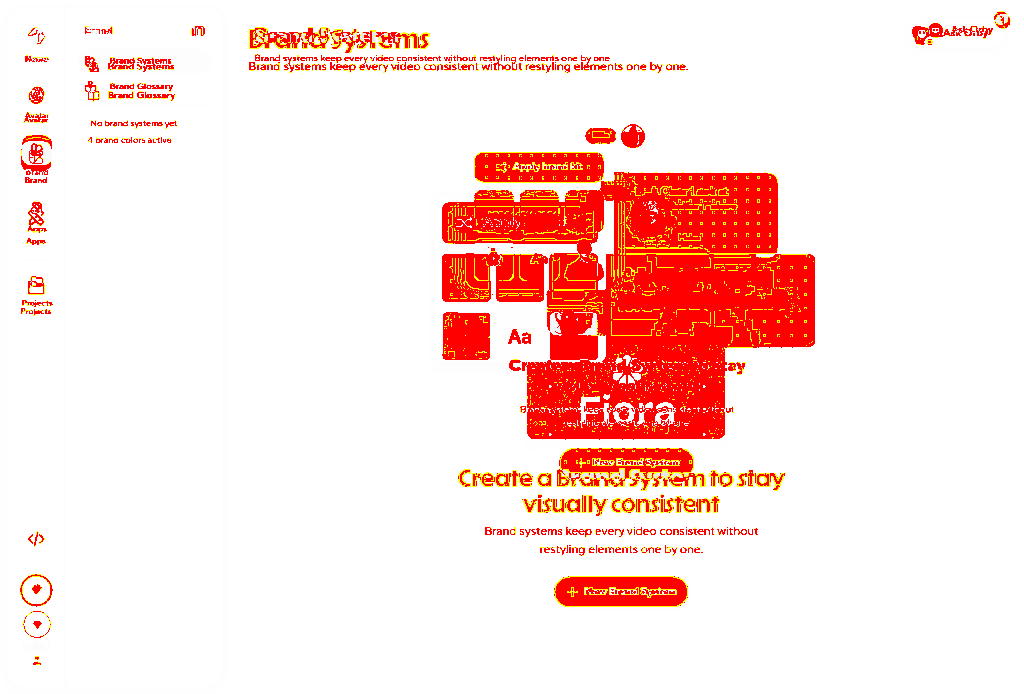 Home
Avatar
Brand
Brand
Apps
Apps
Projects
Projects
Brand
Brand Systems
Brand Systems
Brand Glossary
Brand Glossary
No brand systems yet
4 brand colors active
Brand Systems
Brand systems keep every video consistent without restyling elements one by one
Brand systems keep every video consistent without restyling elements one by one.
Apply brand kit
Apply
Aa
Fiora
New Brand System
Create a brand system to stay
visually consistent
Brand systems keep every video consistent without
restyling elements one by one.
New Brand System